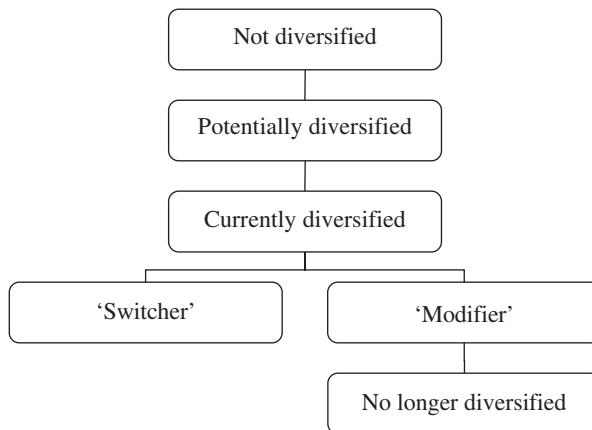 Not diversified
Potentially diversified
Currently diversified
‘Switcher’
‘Modifier’
No longer diversified